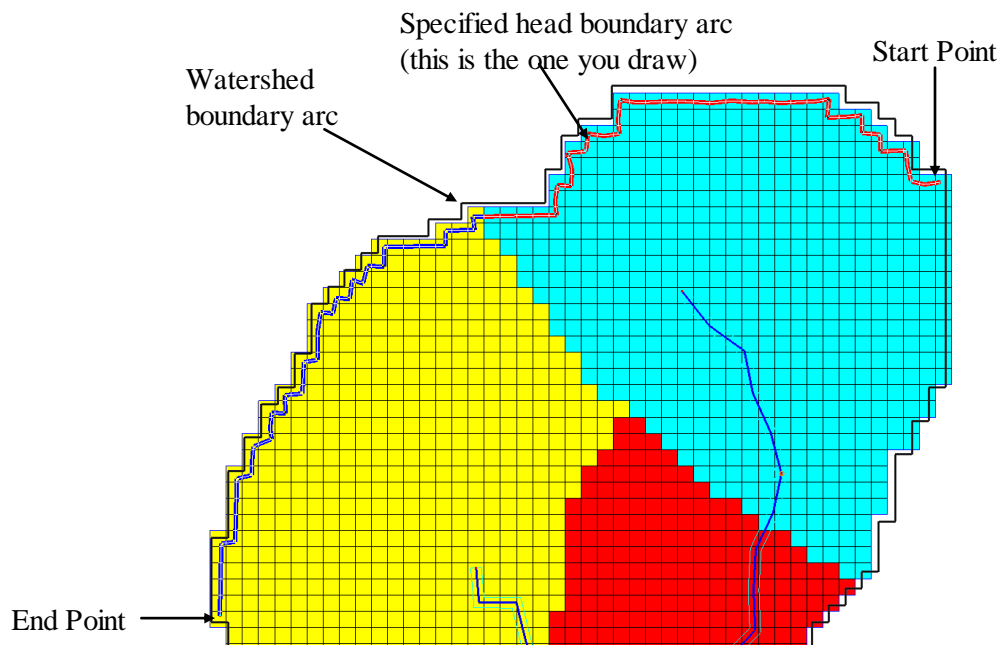 Specified head boundary arc
(this is the one you draw)
Start Point
Watershed
boundary arc
End Point